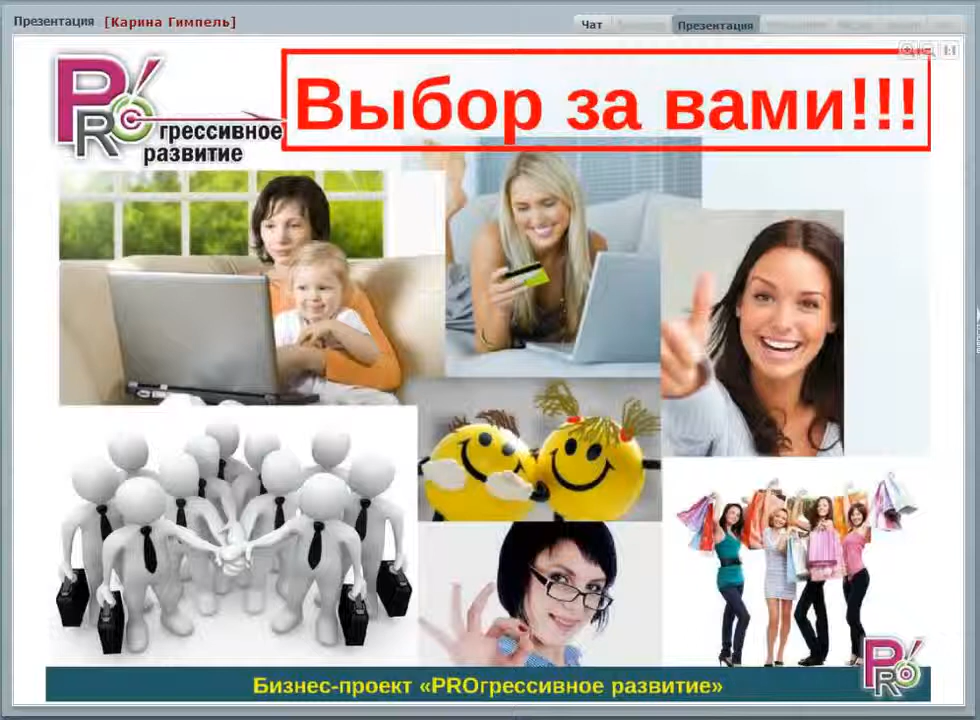 Презентация [Карина Гимпель]
Чат
Презентация
PRO
грессивное
развитие
Выбор за вами!!!
PRO
Бизнес-проект «PROгрессивное развитие»